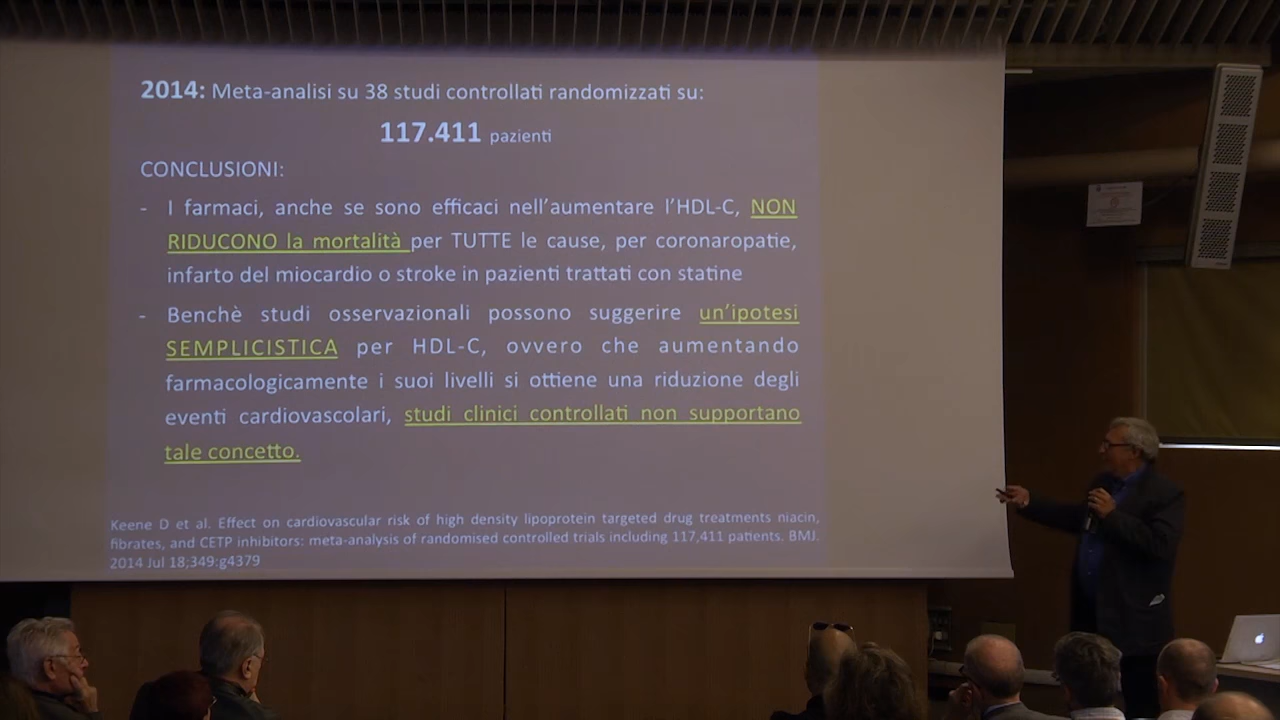 2014: Meta-analisi su 38 studi controllati randomizzati su:
117.411 pazienti
CONCLUSIONI:
- I farmaci, anche se sono efficaci nell'aumentare l'HDL-C, NON
RIDUCONO la mortalità per TUTTE le cause, per coronaropatie,
infarto del miocardio o stroke in pazienti trattati con statine
- Benchè studi osservazionali possono suggerire un'ipotesi
SEMPLICISTICA per HDL-C, ovvero che aumentando
farmacologicamente i suoi livelli si ottiene una riduzione degli
eventi cardiovascolari, studi clinici controllati non supportano
tale concetto.
Keene D et al. Effect on cardiovascular risk of high density lipoprotein targeted drug treatments niacin,
fibrates, and CETP inhibitors: meta-analysis of randomised controlled trials including 117,411 patients. BMJ.
2014 Jul 18;349:g4379